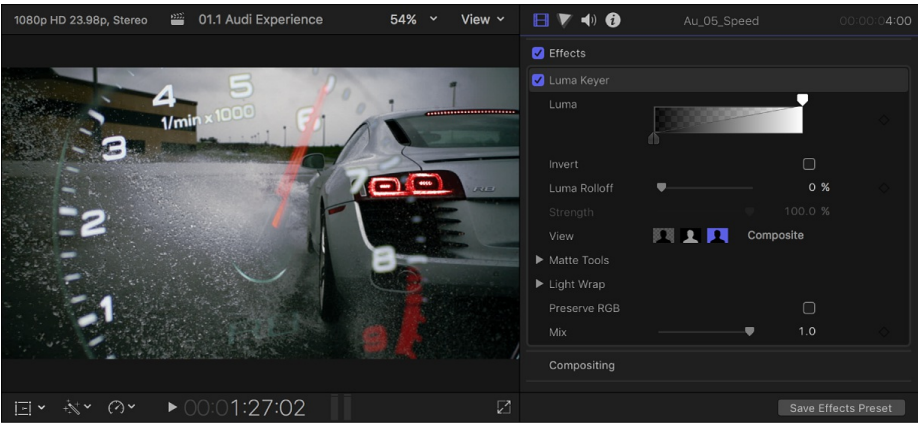 1080p HD 23.98p, Stereo
01.1 Audi Experience
54%
View
Au_05_Speed
00:00:04:00
Effects
Luma Keyer
Luma
Invert
Luma Rolloff
0 %
Strength
100.0 %
View
Composite
Matte Tools
Light Wrap
Preserve RGB
Mix
1.0
Compositing
Save Effects Preset
1/min x 1000
1
2
3
4
5
6
7
8
9
R8
00:01:27:02